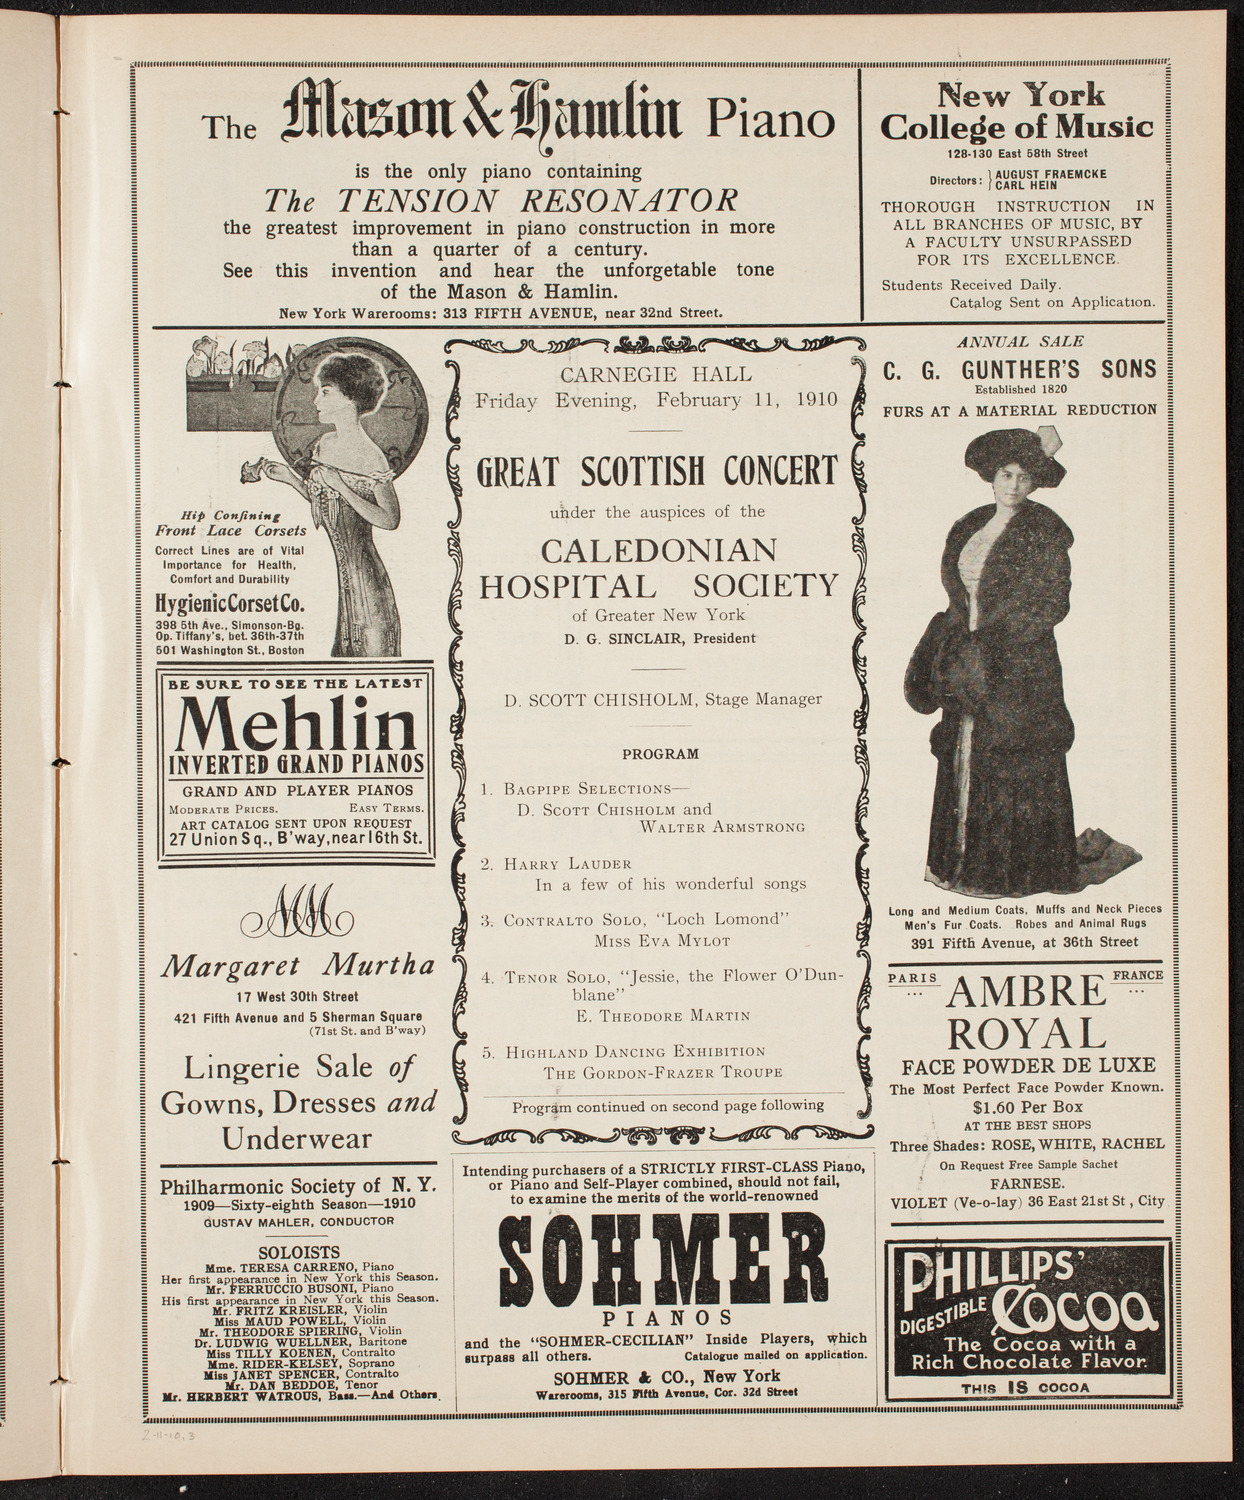 The Mason & Hamlin Piano
is the only piano containing
The TENSION RESONATOR
the greatest improvement in piano construction in more
than a quarter of a century.
See this invention and hear the unforgetable tone
of the Mason & Hamlin.
New York Warerooms: 313 FIFTH AVENUE, near 32nd Street.
New York
College of Music
128-130 East 58th Street
Directors: } AUGUST FRAEMCKE
CARL HEIN
THOROUGH INSTRUCTION IN
ALL BRANCHES OF MUSIC, BY
A FACULTY UNSURPASSED
FOR ITS EXCELLENCE.
Students Received Daily.
Catalog Sent on Application.
Hip Confining
Front Lace Corsets
Correct Lines are of Vital
Importance for Health,
Comfort and Durability
Hygienic Corset Co.
398 5th Ave., Simonson-Bg.
Op. Tiffany's, bet. 36th-37th
501 Washington St., Boston
BE SURE TO SEE THE LATEST
Mehlin
INVERTED GRAND PIANOS
GRAND AND PLAYER PIANOS
MODERATE PRICES. EASY TERMS.
ART CATALOG SENT UPON REQUEST
27 Union Sq., B'way, near 16th St.
MM
Margaret Murtha
17 West 30th Street
421 Fifth Avenue and 5 Sherman Square
(71st St. and B'way)
Lingerie Sale of
Gowns, Dresses and
Underwear
Philharmonic Society of N. Y.
1909—Sixty-eighth Season—1910
GUSTAV MAHLER, CONDUCTOR
SOLOISTS
Mme. TERESA CARRENO, Piano
Her first appearance in New York this Season.
Mr. FERRUCCIO BUSONI, Piano
His first appearance in New York this Season.
Mr. FRITZ KREISLER, Violin
Miss MAUD POWELL, Violin
Mr. THEODORE SPIERING, Violin
Dr. LUDWIG WUELLNER, Baritone
Miss TILLY KOENEN, Contralto
Mme. RIDER-KELSEY, Soprano
Miss JANET SPENCER, Contralto
Mr. DAN BEDDOE, Tenor
Mr. HERBERT WATROUS, Bass.—And Others.
CARNEGIE HALL
Friday Evening, February 11, 1910
GREAT SCOTTISH CONCERT
under the auspices of the
CALEDONIAN
HOSPITAL SOCIETY
of Greater New York
D. G. SINCLAIR, President
D. SCOTT CHISHOLM, Stage Manager
PROGRAM
1. BAGPIPE SELECTIONS—
D. SCOTT CHISHOLM and
WALTER ARMSTRONG
2. HARRY LAUDER
In a few of his wonderful songs
3. CONTRALTO SOLO, "Loch Lomond"
MISS EVA MYLOT
4. TENOR SOLO, "Jessie, the Flower O'Dun-
blane"
E. THEODORE MARTIN
5. HIGHLAND DANCING EXHIBITION
THE GORDON-FRAZER TROUPE
Program continued on second page following
Intending purchasers of a STRICTLY FIRST-CLASS Piano,
or Piano and Self-Player combined, should not fail,
to examine the merits of the world-renowned
SOHMER
PIANOS
and the "SOHMER-CECILIAN" Inside Players, which
surpass all others. Catalogue mailed on application.
SOHMER & CO., New York
Warerooms, 315 Fifth Avenue, Cor. 32d Street
ANNUAL SALE
C. G. GUNTHER'S SONS
Established 1820
FURS AT A MATERIAL REDUCTION
Long and Medium Coats, Muffs and Neck Pieces
Men's Fur Coats. Robes and Animal Rugs
391 Fifth Avenue, at 36th Street
PARIS AMBRE FRANCE
ROYAL
FACE POWDER DE LUXE
The Most Perfect Face Powder Known.
$1.60 Per Box
AT THE BEST SHOPS
Three Shades: ROSE, WHITE, RACHEL
On Request Free Sample Sachet
FARNESE.
VIOLET (Ve-o-lay) 36 East 21st St, City
PHILLIPS'
DIGESTIBLE COCOA
The Cocoa with a
Rich Chocolate Flavor.
THIS IS COCOA
2-11-10.3